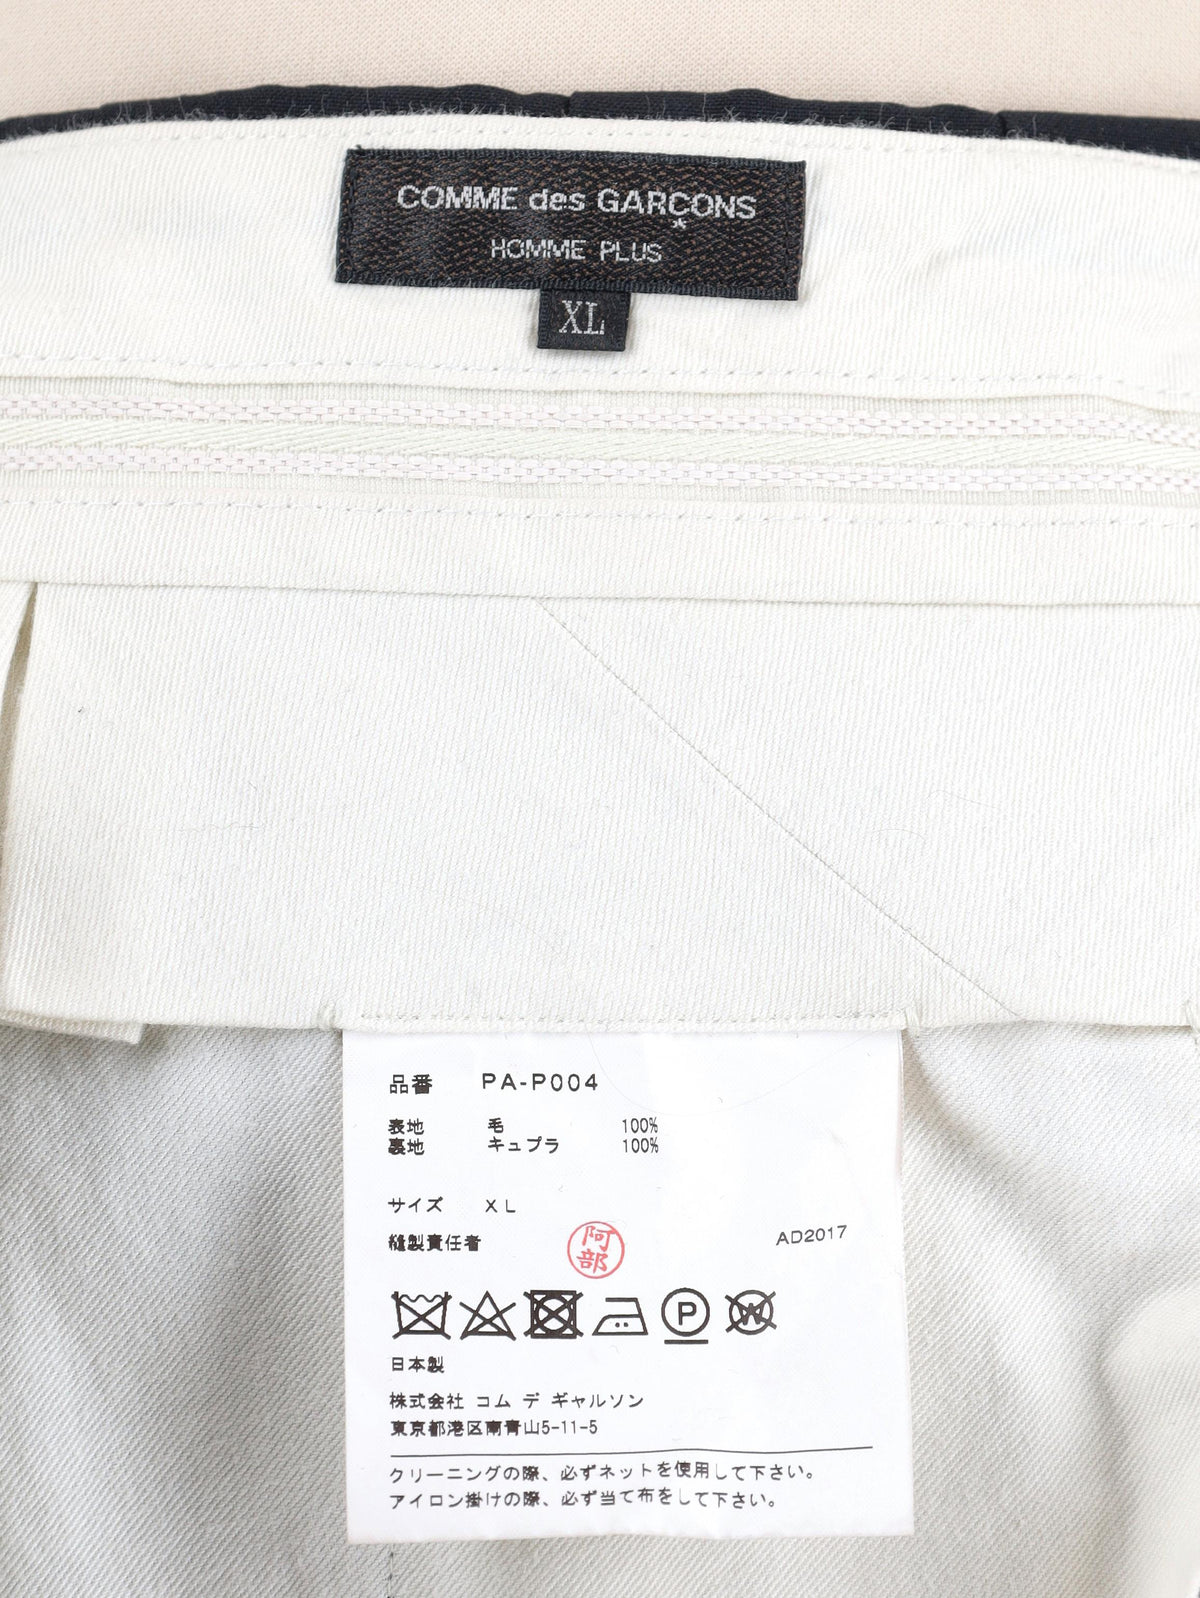 COMME des GARÇONS
*
HOMME PLUS
XL
品番 PA-P004
表地 毛 100%
裏地 キュプラ 100%
サイズ XL
縫製責任者 阿部 AD2017
P W
日本製
株式会社 コム デ ギャルソン
東京都港区南青山5-11-5
クリーニングの際、必ずネットを使用して下さい。
アイロン掛けの際、必ず当て布をして下さい。